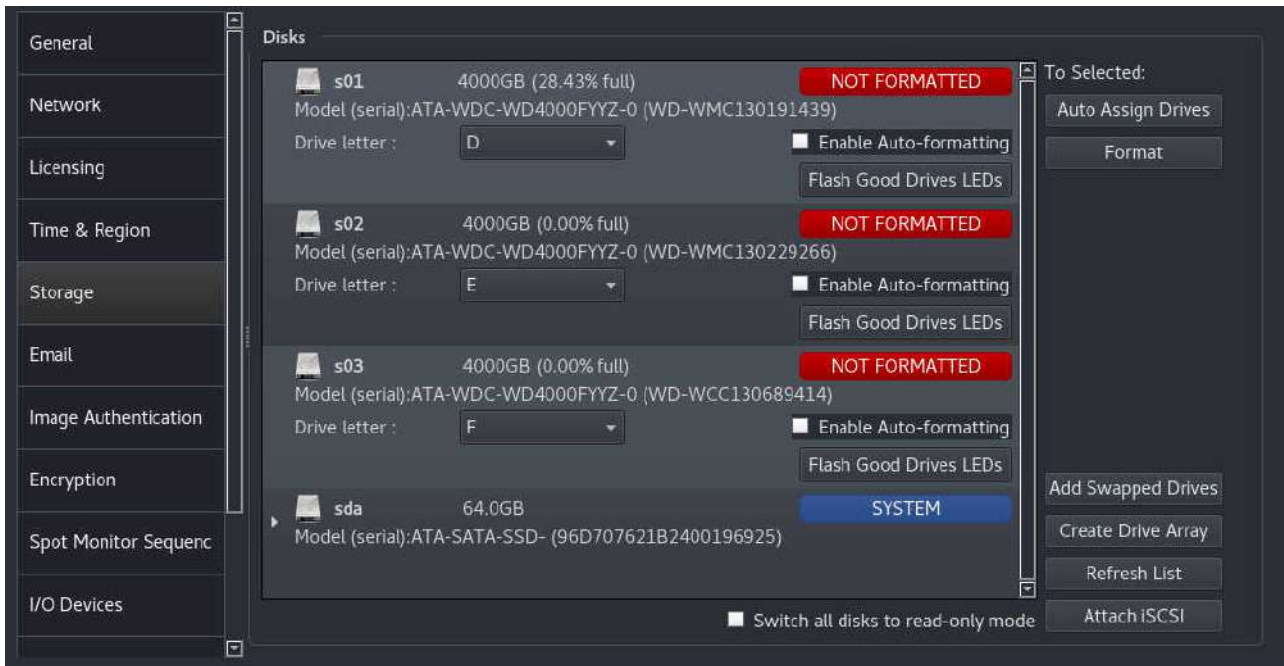 General
Network
Licensing
Time & Region
Storage
Email
Image Authentication
Encryption
Spot Monitor Sequenc
I/O Devices
Disks
s01 4000GB (28.43% full) NOT FORMATTED
Model (serial):ATA-WDC-WD4000FYYZ-0 (WD-WMC130191439)
Drive letter : D Enable Auto-formatting
Flash Good Drives LEDs
s02 4000GB (0.00% full) NOT FORMATTED
Model (serial):ATA-WDC-WD4000FYYZ-0 (WD-WMC130229266)
Drive letter : E Enable Auto-formatting
Flash Good Drives LEDs
s03 4000GB (0.00% full) NOT FORMATTED
Model (serial):ATA-WDC-WD4000FYYZ-0 (WD-WCC130689414)
Drive letter : F Enable Auto-formatting
Flash Good Drives LEDs
sda 64.0GB SYSTEM
Model (serial):ATA-SATA-SSD- (96D707621B2400196925)
Switch all disks to read-only mode
To Selected:
Auto Assign Drives
Format
Add Swapped Drives
Create Drive Array
Refresh List
Attach iSCSI